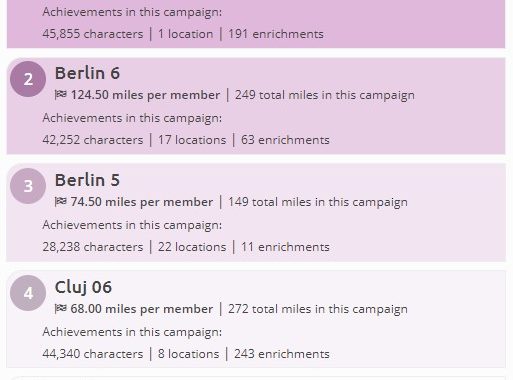 Achievements in this campaign:
45,855 characters | 1 location | 191 enrichments
2 Berlin 6
124.50 miles per member | 249 total miles in this campaign
Achievements in this campaign:
42,252 characters | 17 locations | 63 enrichments
3 Berlin 5
74.50 miles per member | 149 total miles in this campaign
Achievements in this campaign:
28,238 characters | 22 locations | 11 enrichments
4 Cluj 06
68.00 miles per member | 272 total miles in this campaign
Achievements in this campaign:
44,340 characters | 8 locations | 243 enrichments